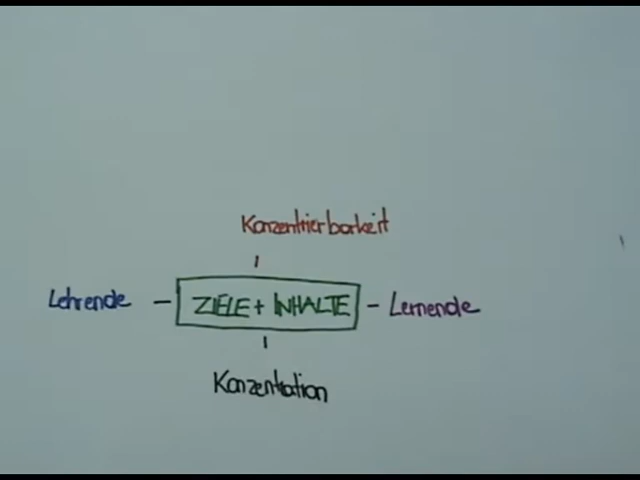 Konzentrierbarkeit
Lehrende – ZIELE + INHALTE – Lernende
Konzentration